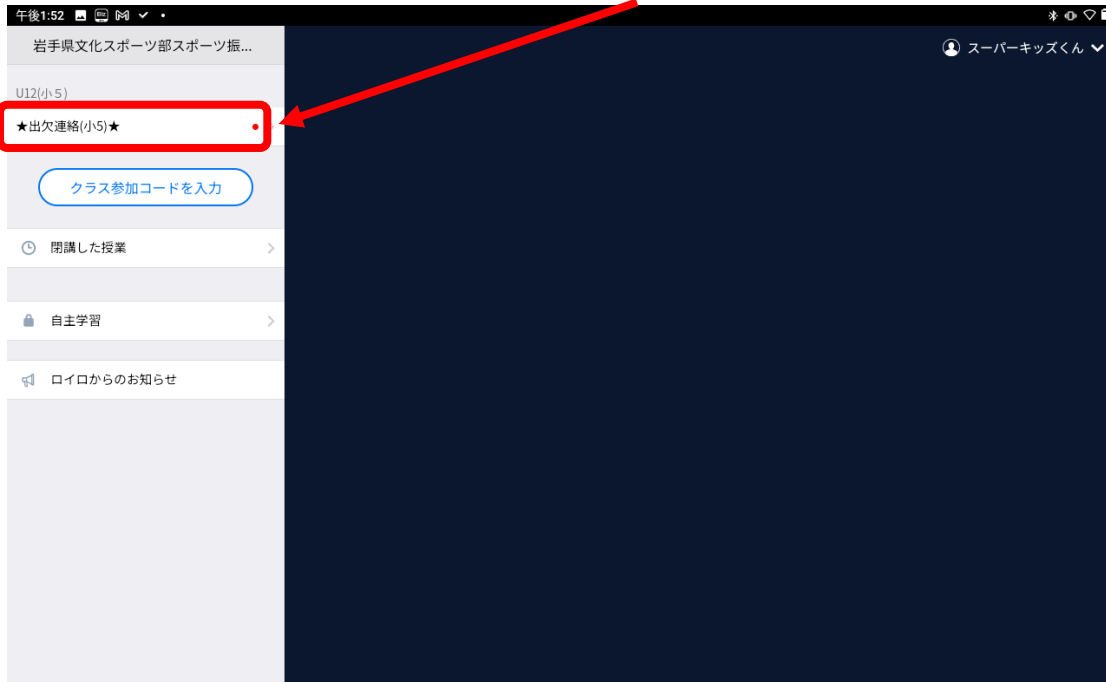 午後1:52
岩手県文化スポーツ部スポーツ振...
スーパーキッズくん
U12(小５)
★出欠連絡(小5)★
クラス参加コードを入力
閉講した授業
自主学習
ロイロからのお知らせ